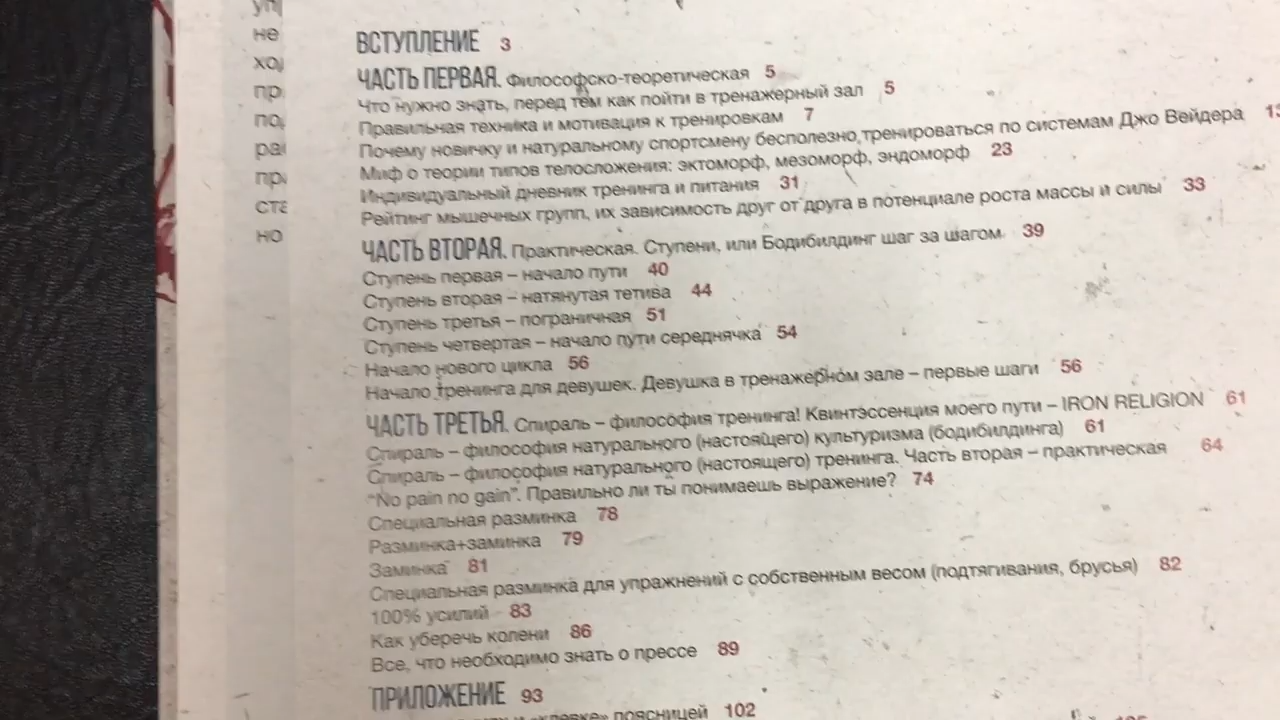 не
ВСТУПЛЕНИЕ 3
ЧАСТЬ ПЕРВАЯ. Философско-теоретическая 5
Что нужно знать, перед тем как пойти в тренажерный зал 5
Правильная техника и мотивация к тренировкам 7
Почему новичку и натуральному спортсмену бесполезно тренироваться по системам Джо Вейдера
Миф о теории типов телосложения: эктоморф, мезоморф, эндоморф 23
Индивидуальный дневник тренинга и питания 31
Рейтинг мышечных групп, их зависимость друг от друга в потенциале роста массы и силы 33
ЧАСТЬ ВТОРАЯ. Практическая. Ступени, или Бодибилдинг шаг за шагом 39
Ступень первая – начало пути 40
Ступень вторая – натянутая тетива 44
Ступень третья – пограничная 51
Ступень четвертая – начало пути середнячка 54
Начало нового цикла 56
Начало тренинга для девушек. Девушка в тренажерном зале – первые шаги 56
ЧАСТЬ ТРЕТЬЯ. Спираль – философия тренинга! Квинтэссенция моего пути – IRON RELIGION 61
Спираль – философия натурального (настоящего) культуризма (бодибилдинга) 61
Спираль – философия натурального (настоящего) тренинга. Часть вторая – практическая 64
“No pain no gain”. Правильно ли ты понимаешь выражение? 74
Специальная разминка 78
Разминка+заминка 79
Заминка 81
Специальная разминка для упражнений с собственным весом (подтягивания, брусья) 82
100% усилий 83
Как уберечь колени 86
Все, что необходимо знать о прессе 89
ПРИЛОЖЕНИЕ 93
поясницей 102